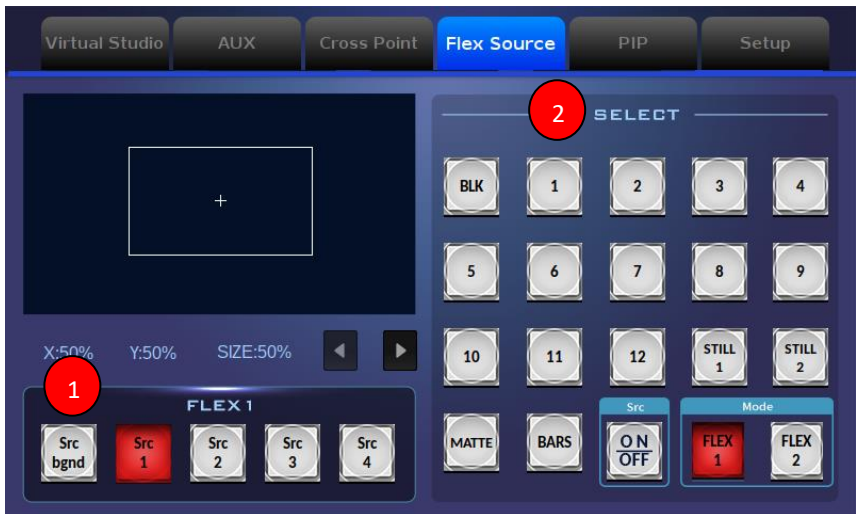 Virtual Studio AUX Cross Point Flex Source PIP Setup
2 SELECT
BLK 1 2 3 4
5 6 7 8 9
X:50% Y:50% SIZE:50%
10 11 12 STILL 1 STILL 2
1
FLEX 1
Src bgnd Src 1 Src 2 Src 3 Src 4
Src Mode
MATTE BARS ON OFF FLEX 1 FLEX 2